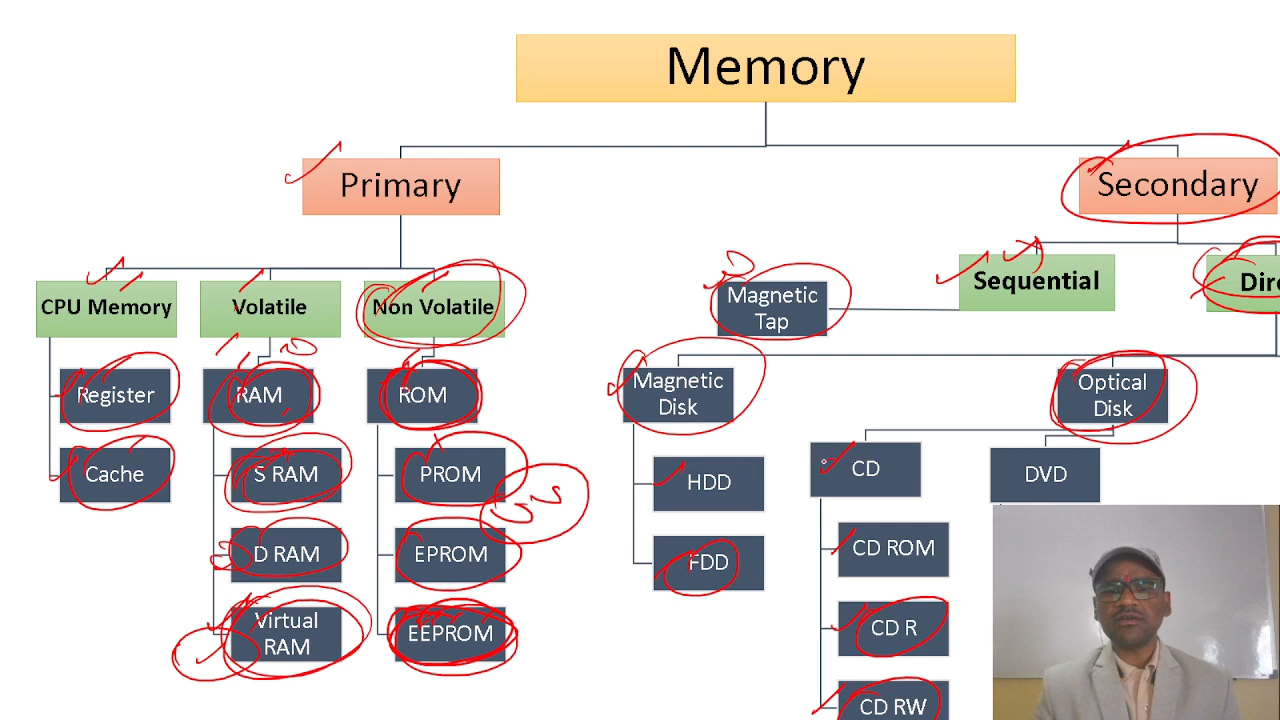 Memory
Primary
Secondary
CPU Memory
Volatile
Non Volatile
Magnetic
Tap
Sequential
Dire
Register
RAM
ROM
Magnetic
Disk
Optical
Disk
Cache
S RAM
PROM
HDD
CD
DVD
D RAM
EPROM
FDD
CD ROM
Virtual
RAM
EEPROM
CD R
CD RW